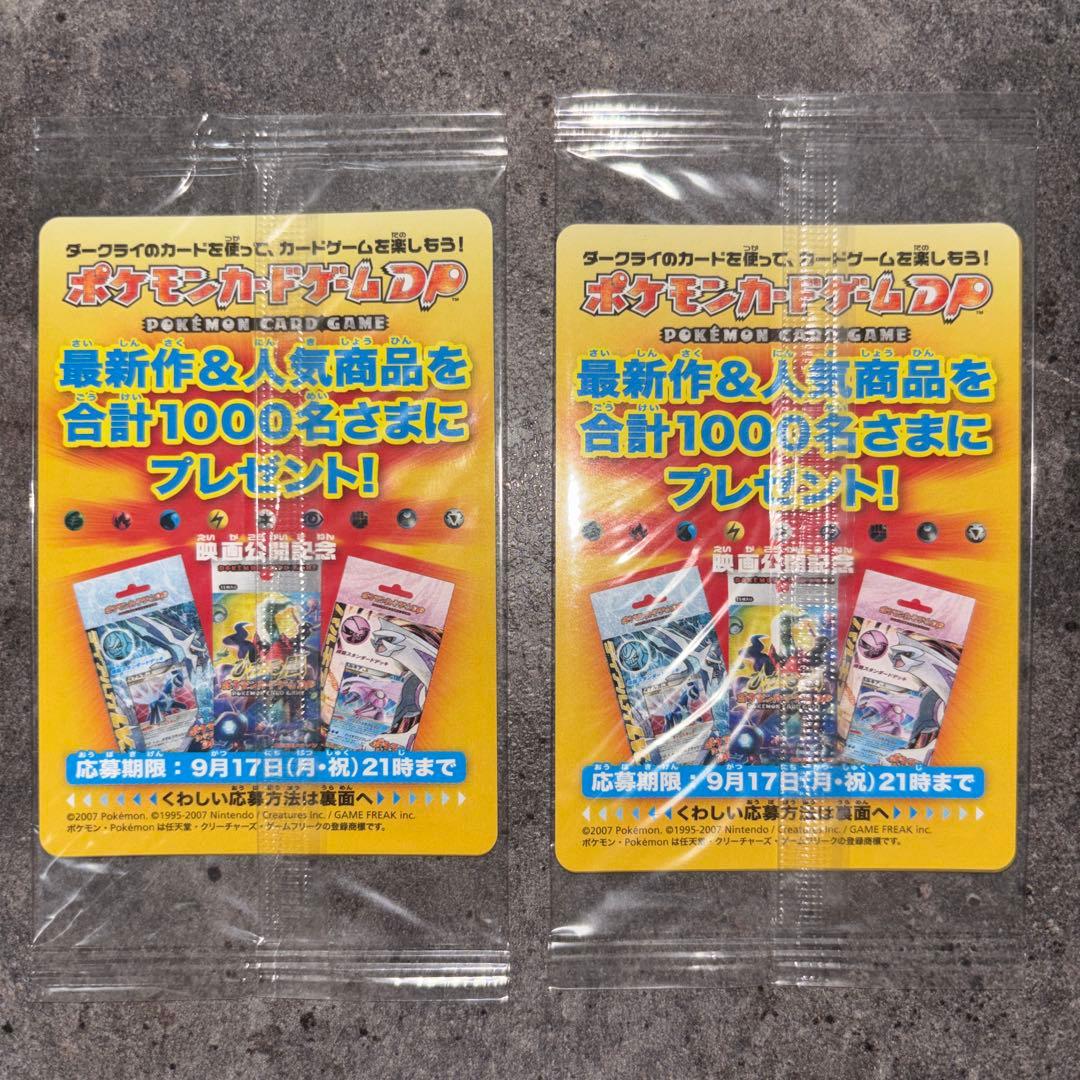 ダークライのカードを使って、カードゲームを楽しもう!
ポケモンカードゲームDP™
POKÉMON CARD GAME
最新作&人気商品を
合計1000名さまに
プレゼント!
映画公開記念
応募期限：9月17日(月・祝)21時まで
くわしい応募方法は裏面へ
©2007 Pokémon. ©1995-2007 Nintendo / Creatures Inc. / GAME FREAK inc.
ポケモン・Pokémon は任天堂・クリーチャーズ・ゲームフリークの登録商標です。
ダークライのカードを使って、カードゲームを楽しもう!
ポケモンカードゲームDP™
POKÉMON CARD GAME
最新作&人気商品を
合計1000名さまに
プレゼント!
映画公開記念
応募期限：9月17日(月・祝)21時まで
くわしい応募方法は裏面へ
©2007 Pokémon. ©1995-2007 Nintendo / Creatures Inc. / GAME FREAK inc.
ポケモン・Pokémon は任天堂・クリーチャーズ・ゲームフリークの登録商標です。